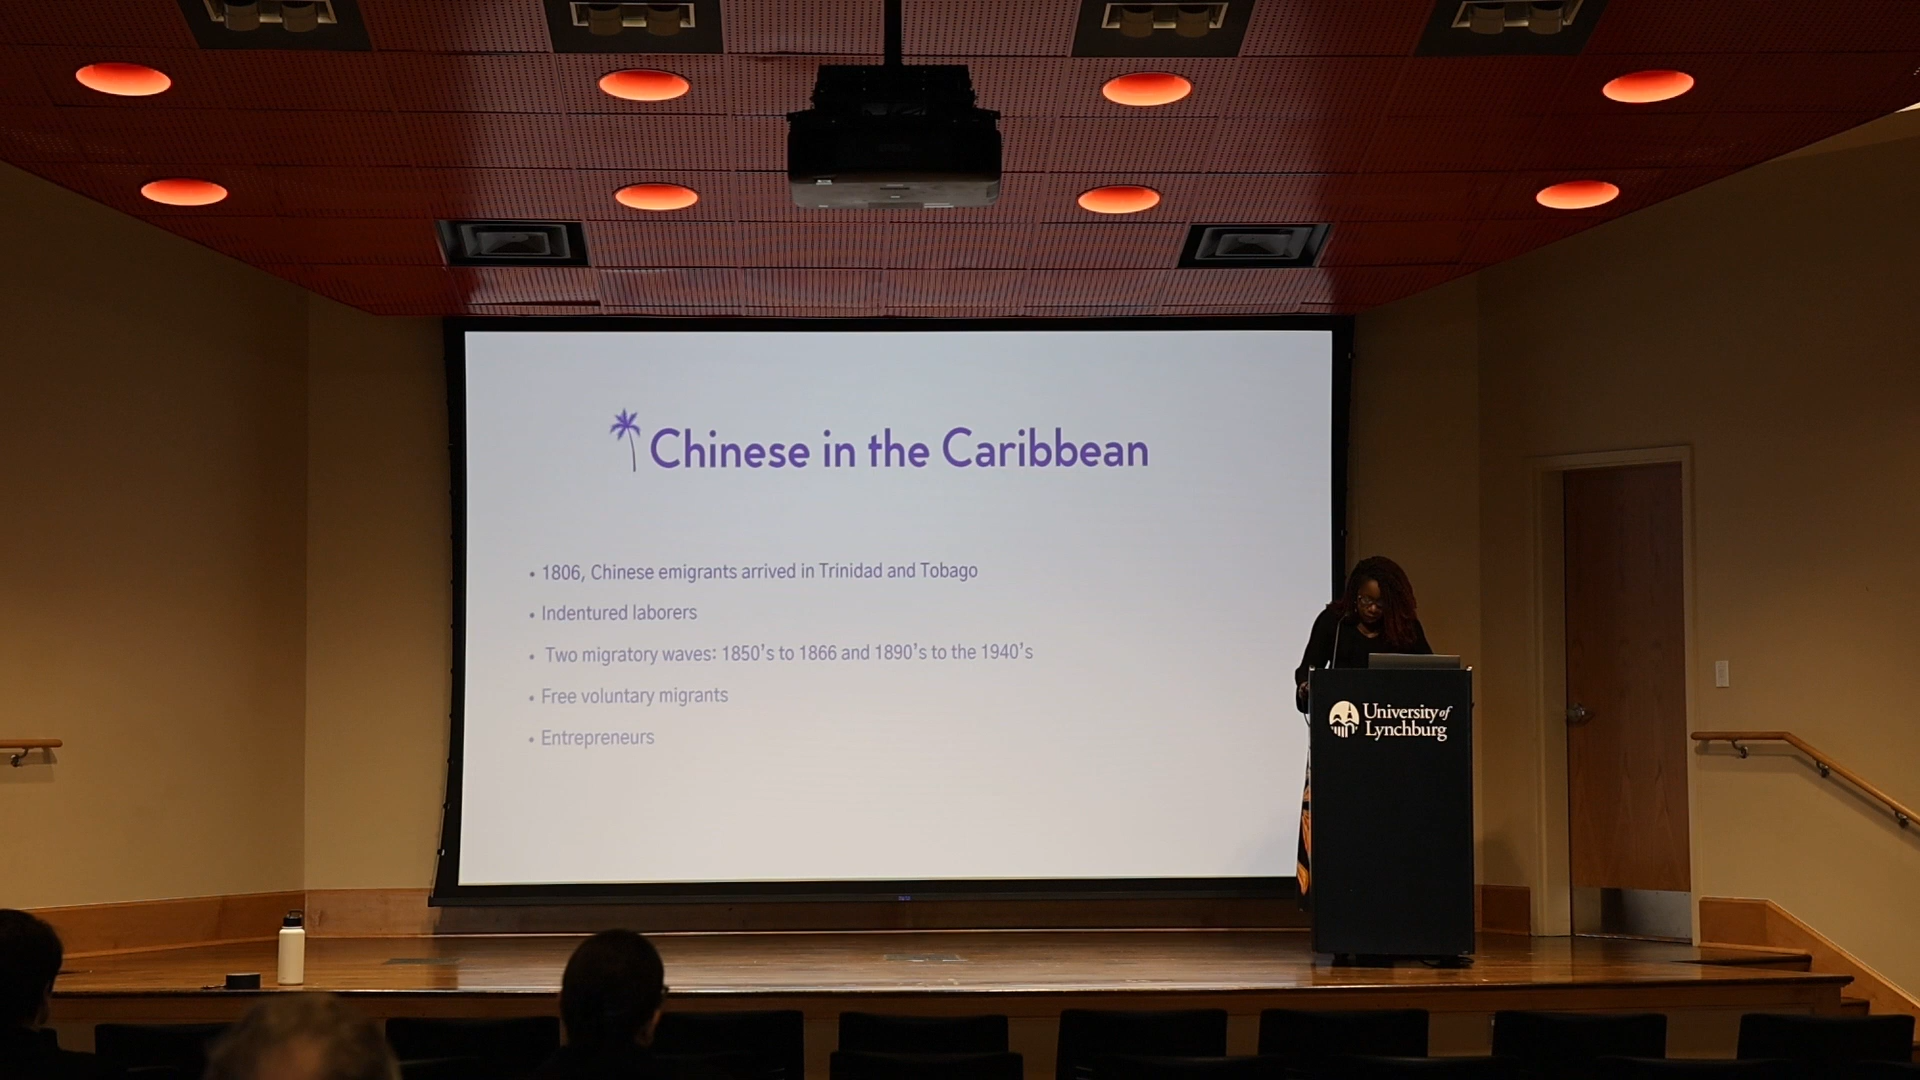 Chinese in the Caribbean
• 1806, Chinese emigrants arrived in Trinidad and Tobago
• Indentured laborers
• Two migratory waves: 1850's to 1866 and 1890's to the 1940's
• Free voluntary migrants
• Entrepreneurs
University of
Lynchburg